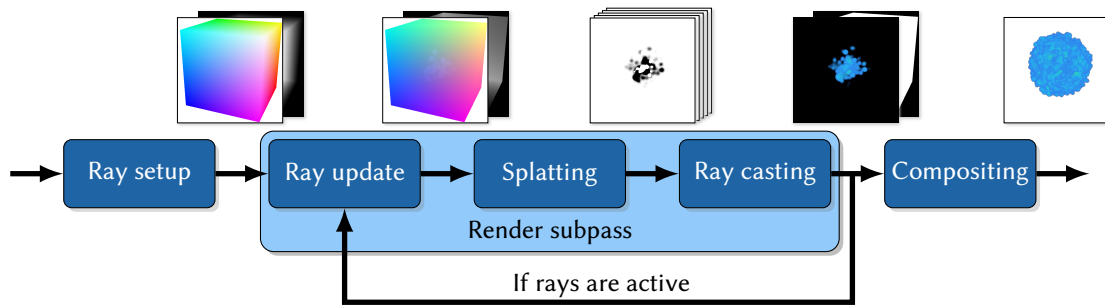 Ray setup
Ray update
Splatting
Ray casting
Compositing
Render subpass
If rays are active